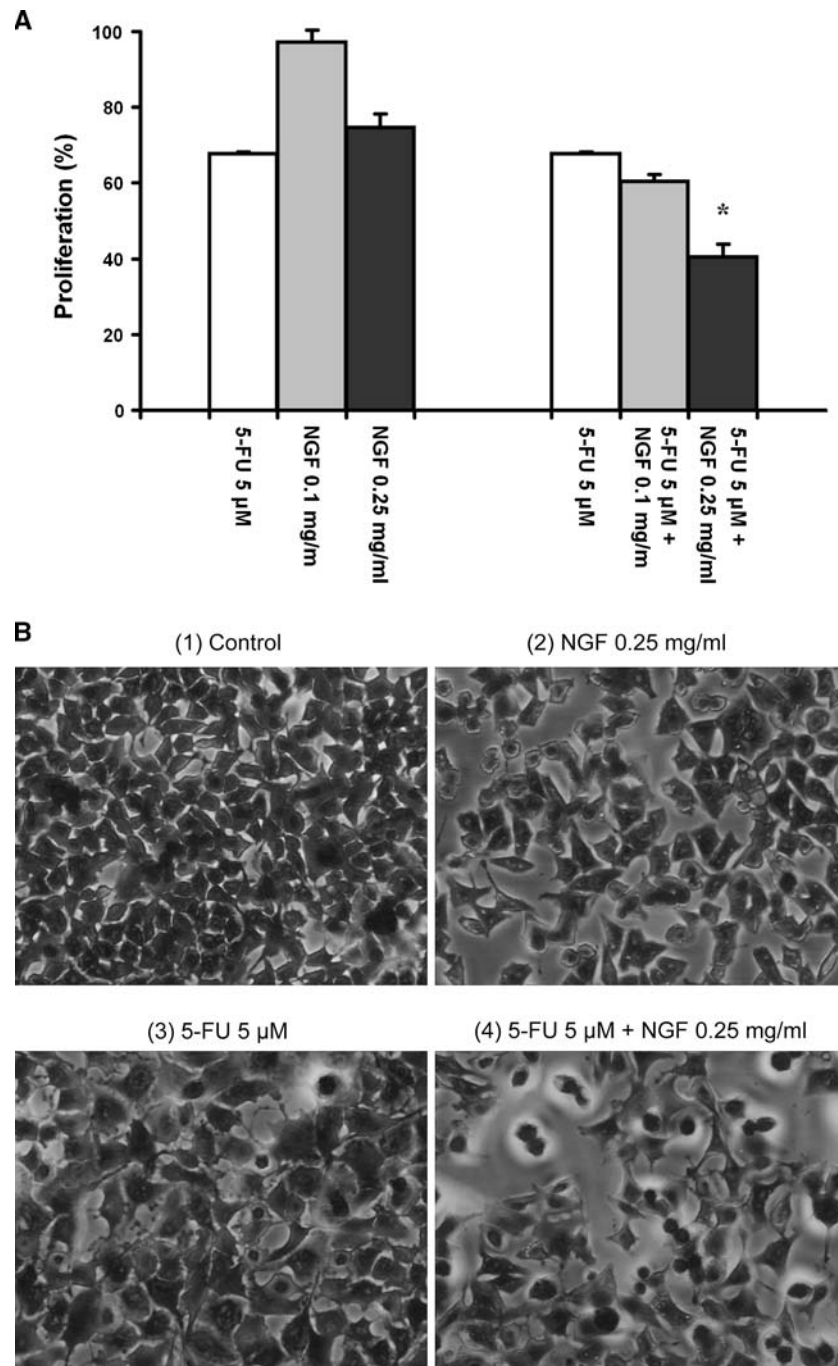 A
100
80
60
40
20
0
Proliferation (%)
*
5-FU 5 µM
NGF 0.1 mg/m
NGF 0.25 mg/ml
5-FU 5 µM
5-FU 5 µM +
NGF 0.1 mg/m
5-FU 5 µM +
NGF 0.25 mg/ml
B
(1) Control
(2) NGF 0.25 mg/ml
(3) 5-FU 5 µM
(4) 5-FU 5 µM + NGF 0.25 mg/ml